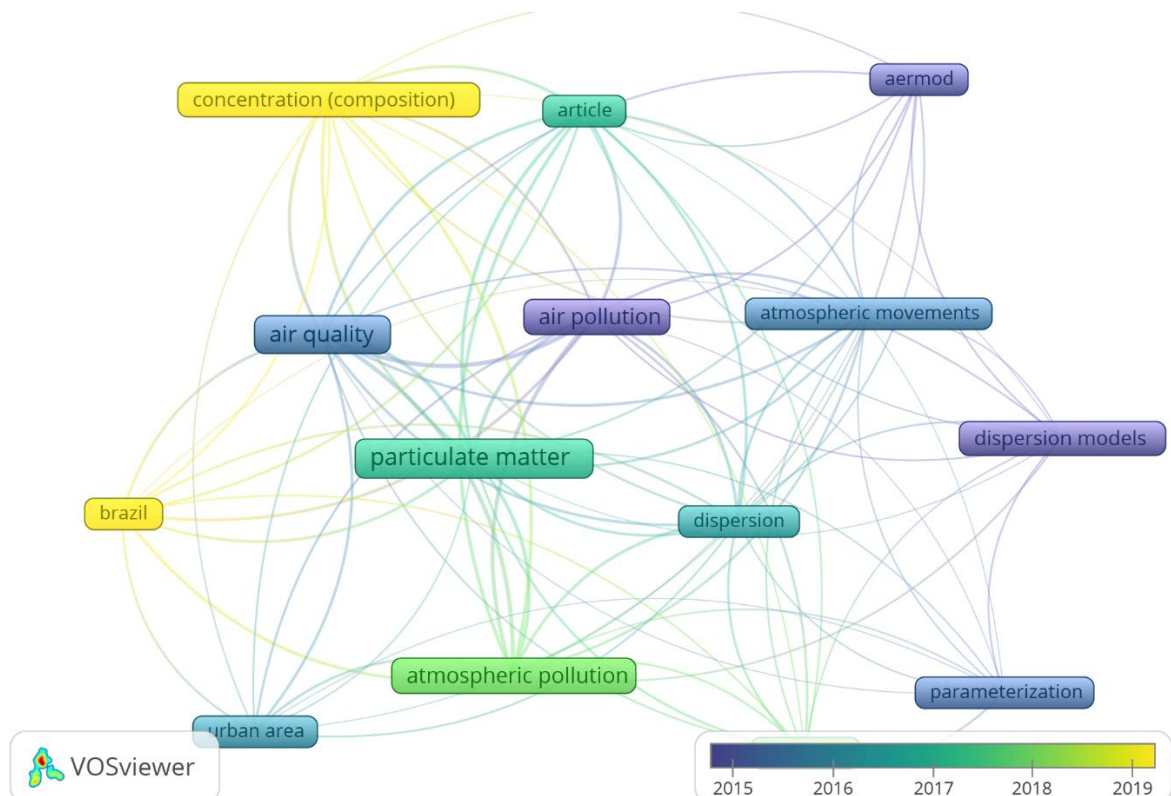 aermod
concentration (composition)
article
atmospheric movements
air pollution
air quality
dispersion models
particulate matter
brazil
dispersion
atmospheric pollution
parameterization
urban area
VOSviewer
2015 2016 2017 2018 2019